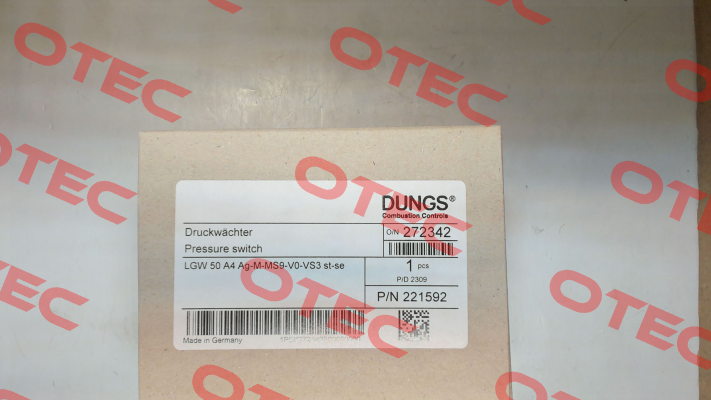 OTEC
OTEC
OTEC
OTEC
OTEC
OTEC
OTEC
OTEC
OTEC
OTEC
DUNGS®
Combustion Controls
Druckwächter
Pressure switch
O/N 272342
LGW 50 A4 Ag-M-MS9-V0-VS3 st-se
1 pcs
P/D 2309
P/N 221592
Made in Germany